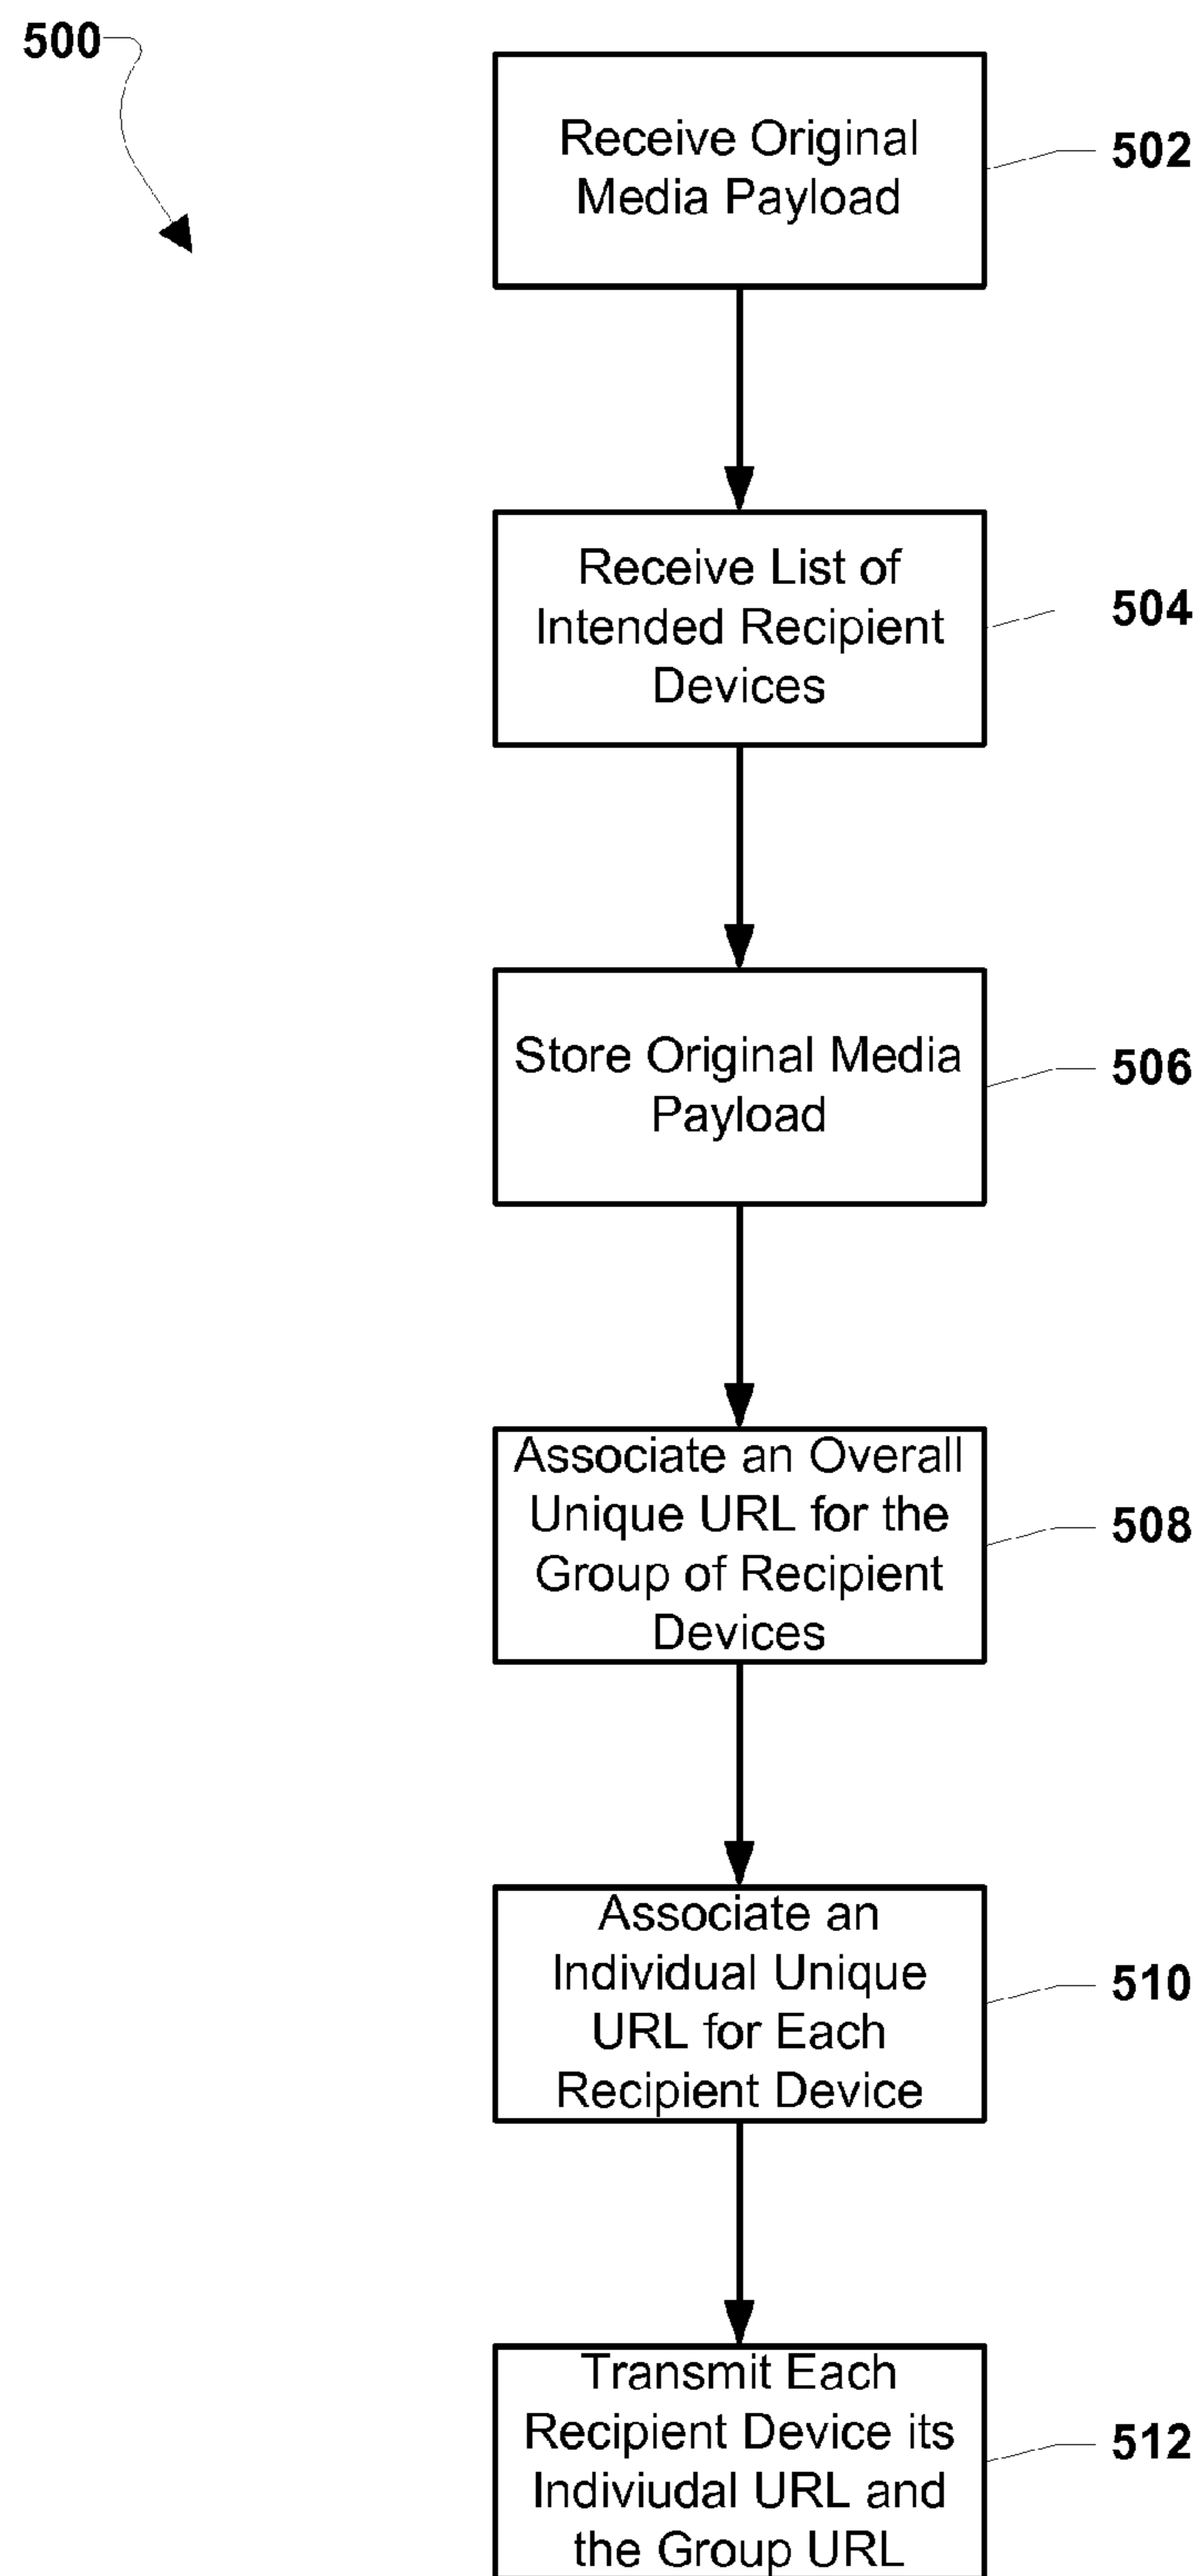 500
Receive Original
Media Payload
502
Receive List of
Intended Recipient
Devices
504
Store Original Media
Payload
506
Associate an Overall
Unique URL for the
Group of Recipient
Devices
508
Associate an
Individual Unique
URL for Each
Recipient Device
510
Transmit Each
Recipient Device its
Indiviudal URL and
the Group URL
512